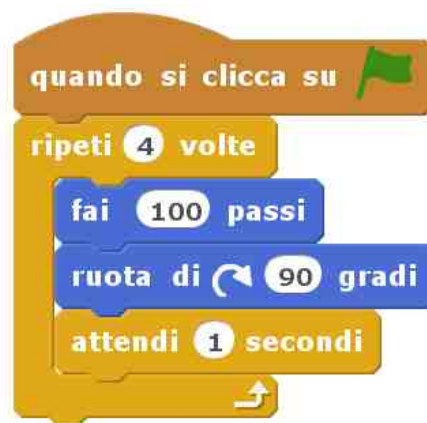 quando si clicca su
ripeti 4 volte
fai 100 passi
ruota di 90 gradi
attendi 1 secondi